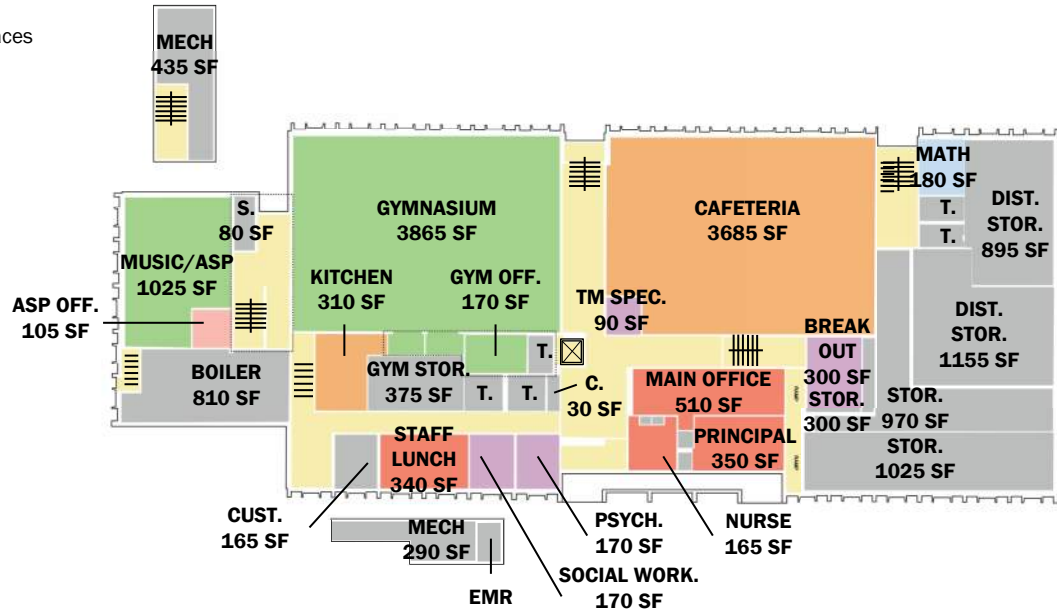 nces
MECH
435 SF
S.
80 SF
MUSIC/ASP
1025 SF
ASP OFF.
105 SF
BOILER
810 SF
GYMNASIUM
3865 SF
KITCHEN
310 SF
GYM OFF.
170 SF
GYM STOR.
375 SF
T.
T.
T.
C.
30 SF
TM SPEC.
90 SF
CAFETERIA
3685 SF
MATH
180 SF
T.
T.
DIST.
STOR.
895 SF
DIST.
STOR.
1155 SF
BREAK
OUT
300 SF
STOR.
300 SF
STOR.
970 SF
STOR.
1025 SF
MAIN OFFICE
510 SF
PRINCIPAL
350 SF
RAMP
RAMP
STAFF
LUNCH
340 SF
CUST.
165 SF
MECH
290 SF
EMR
PSYCH.
170 SF
SOCIAL WORK.
170 SF
NURSE
165 SF